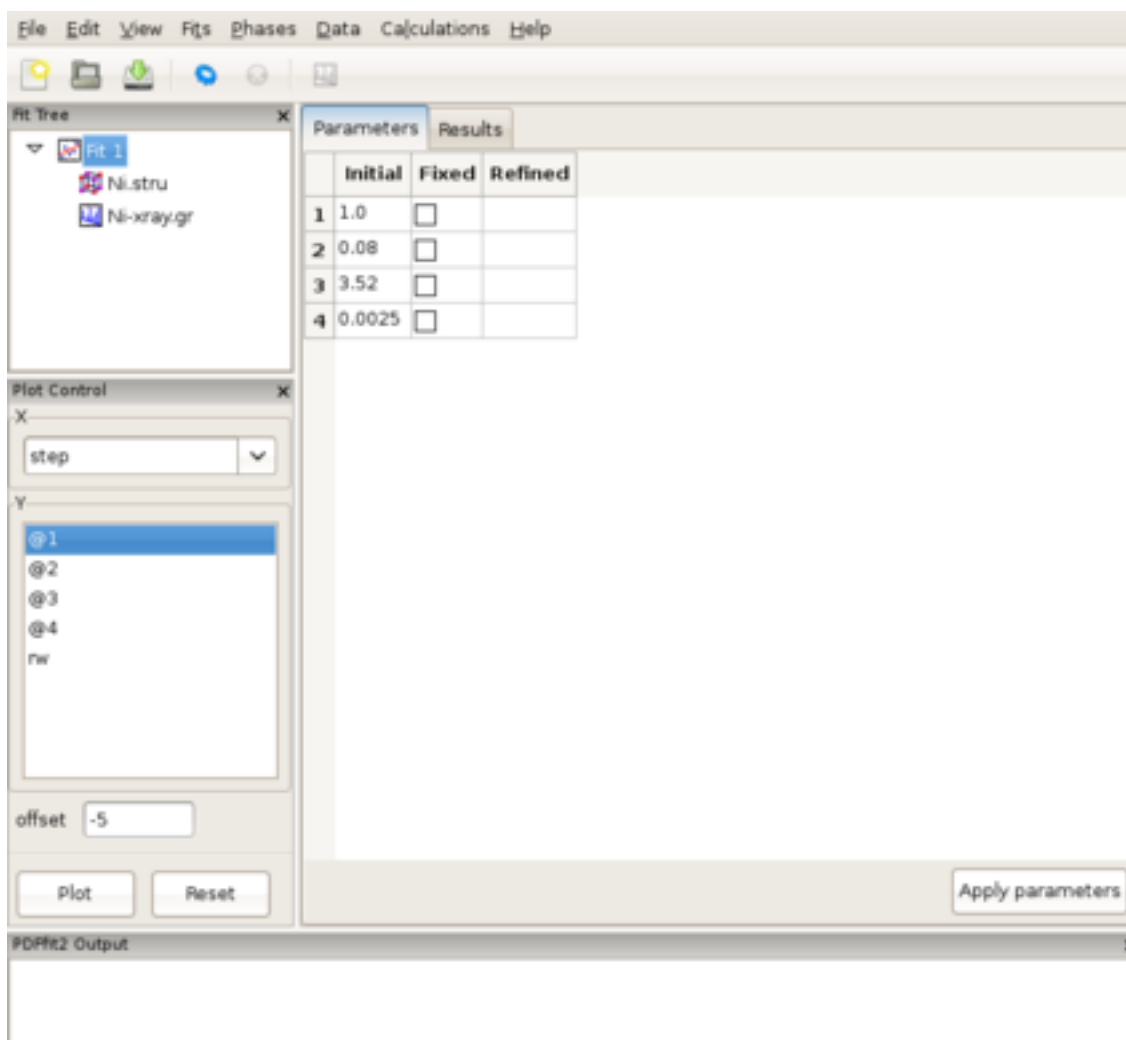 File Edit View Fits Phases Data Calculations Help
Fit Tree
Fit 1
Ni.stru
Ni-xray.gr
Parameters Results
Initial Fixed Refined
1 1.0
2 0.08
3 3.52
4 0.0025
Plot Control
X
step
Y
@1
@2
@3
@4
rw
offset -5
Plot Reset
Apply parameters
PDFfit2 Output